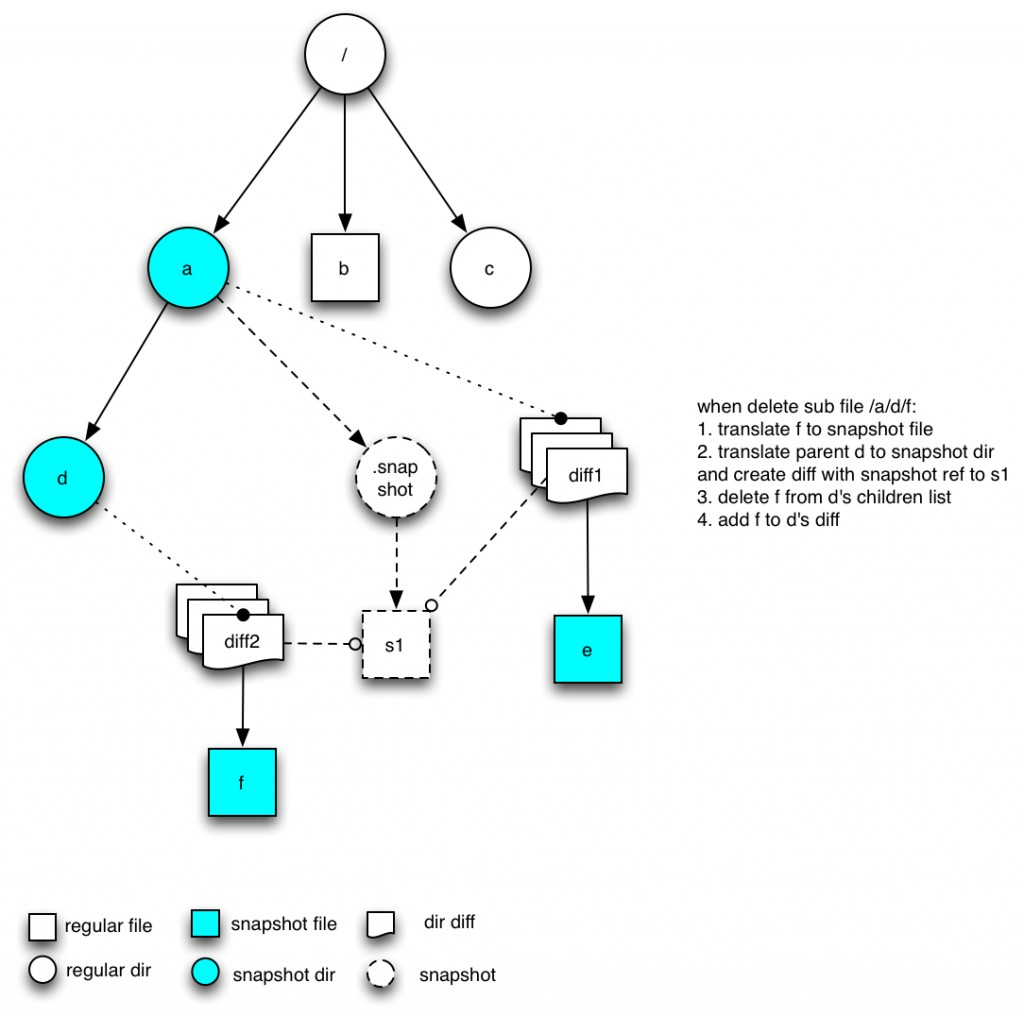 /
a
b
c
d
.snap
shot
diff1
when delete sub file /a/d/f:
1. translate f to snapshot file
2. translate parent d to snapshot dir
and create diff with snapshot ref to s1
3. delete f from d's children list
4. add f to d's diff
diff2
s1
e
f
regular file
snapshot file
dir diff
regular dir
snapshot dir
snapshot